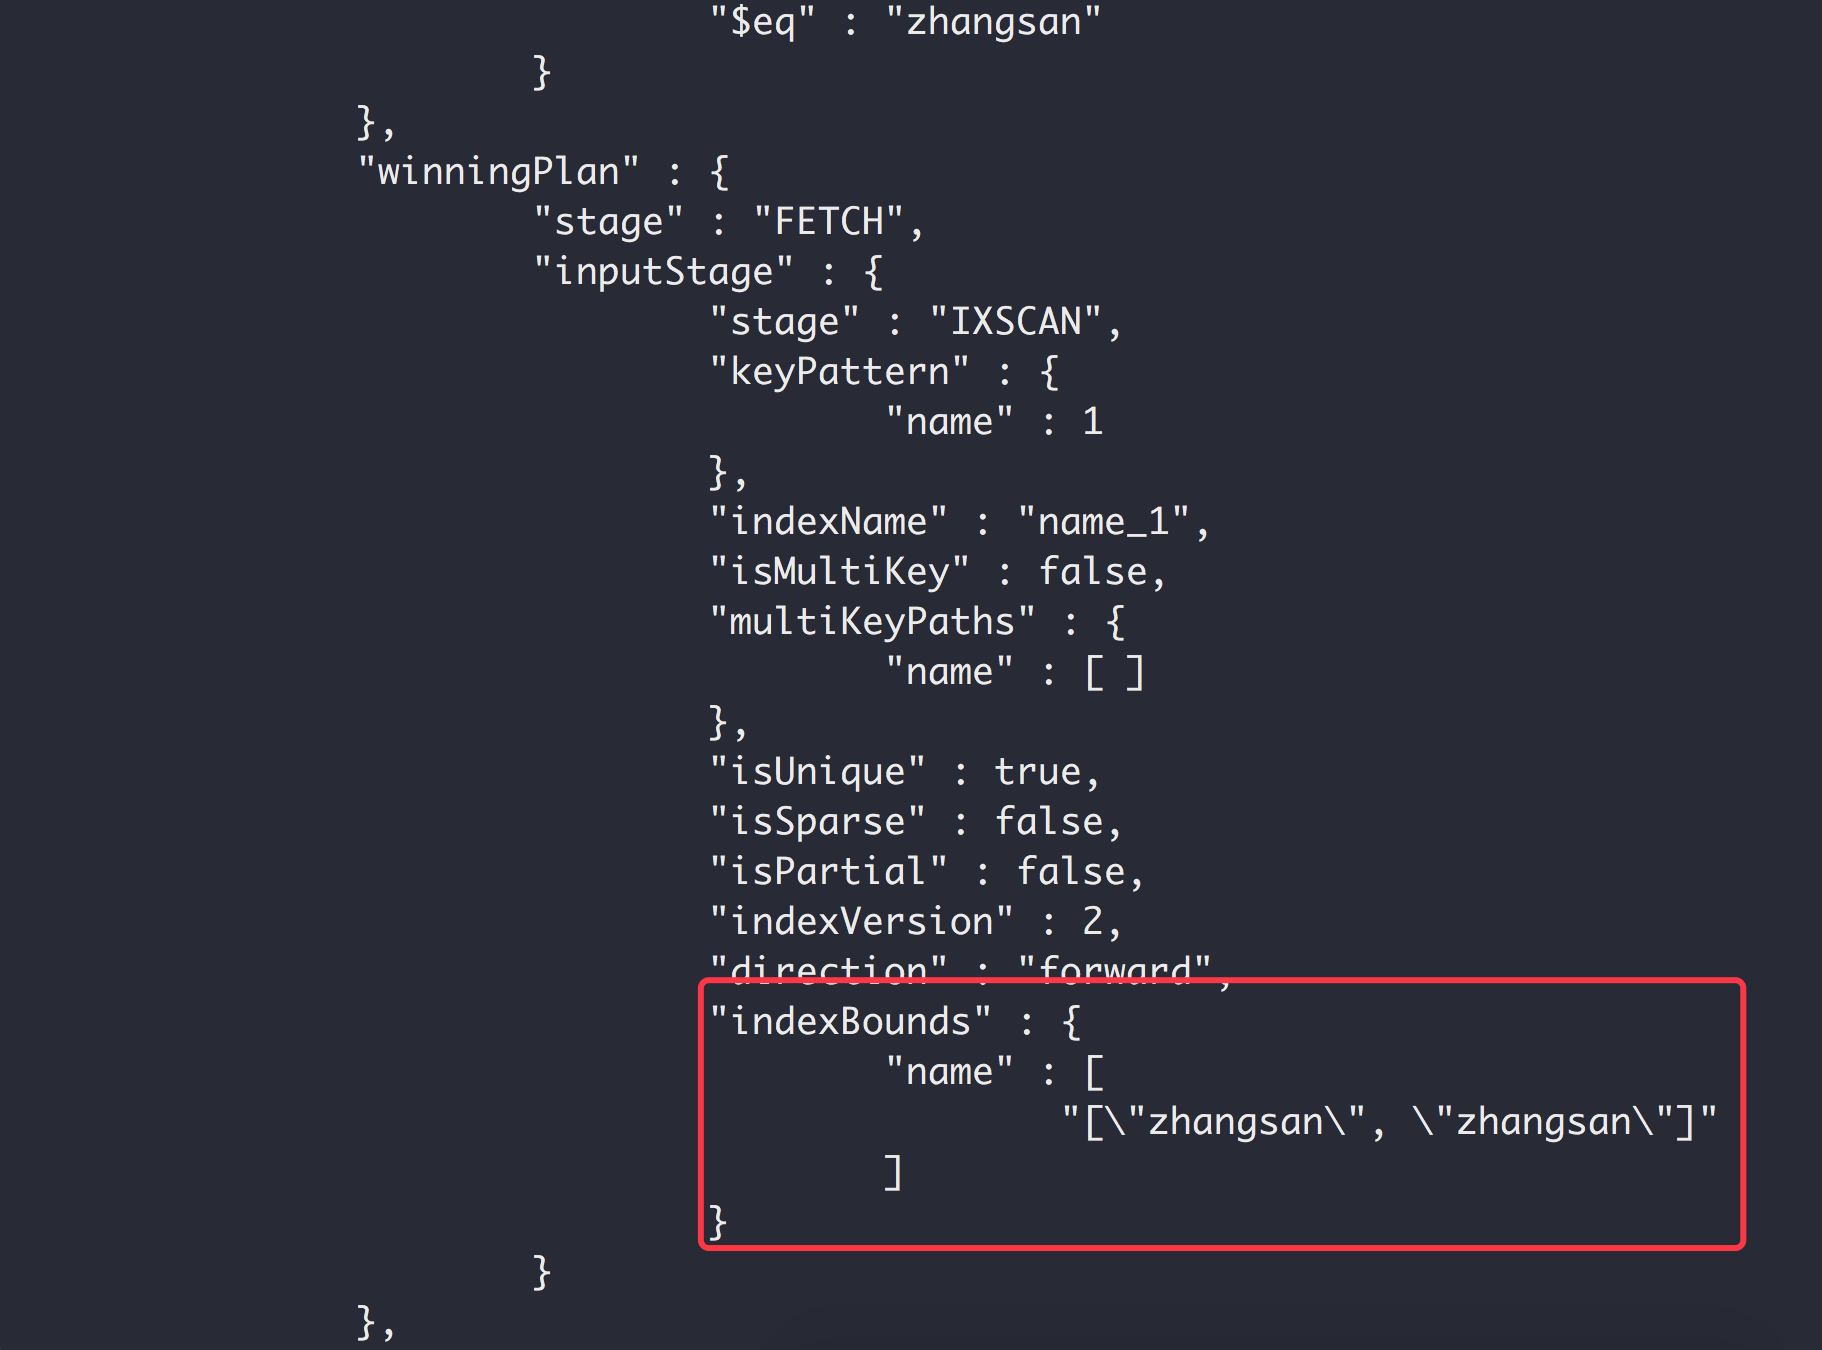 "$eq" : "zhangsan"
}
},
"winningPlan" : {
"stage" : "FETCH",
"inputStage" : {
"stage" : "IXSCAN",
"keyPattern" : {
"name" : 1
},
"indexName" : "name_1",
"isMultiKey" : false,
"multiKeyPaths" : {
"name" : [ ]
},
"isUnique" : true,
"isSparse" : false,
"isPartial" : false,
"indexVersion" : 2,
"direction" : "forward",
"indexBounds" : {
"name" : [
"[\"zhangsan\", \"zhangsan\"]"
]
}
}
},